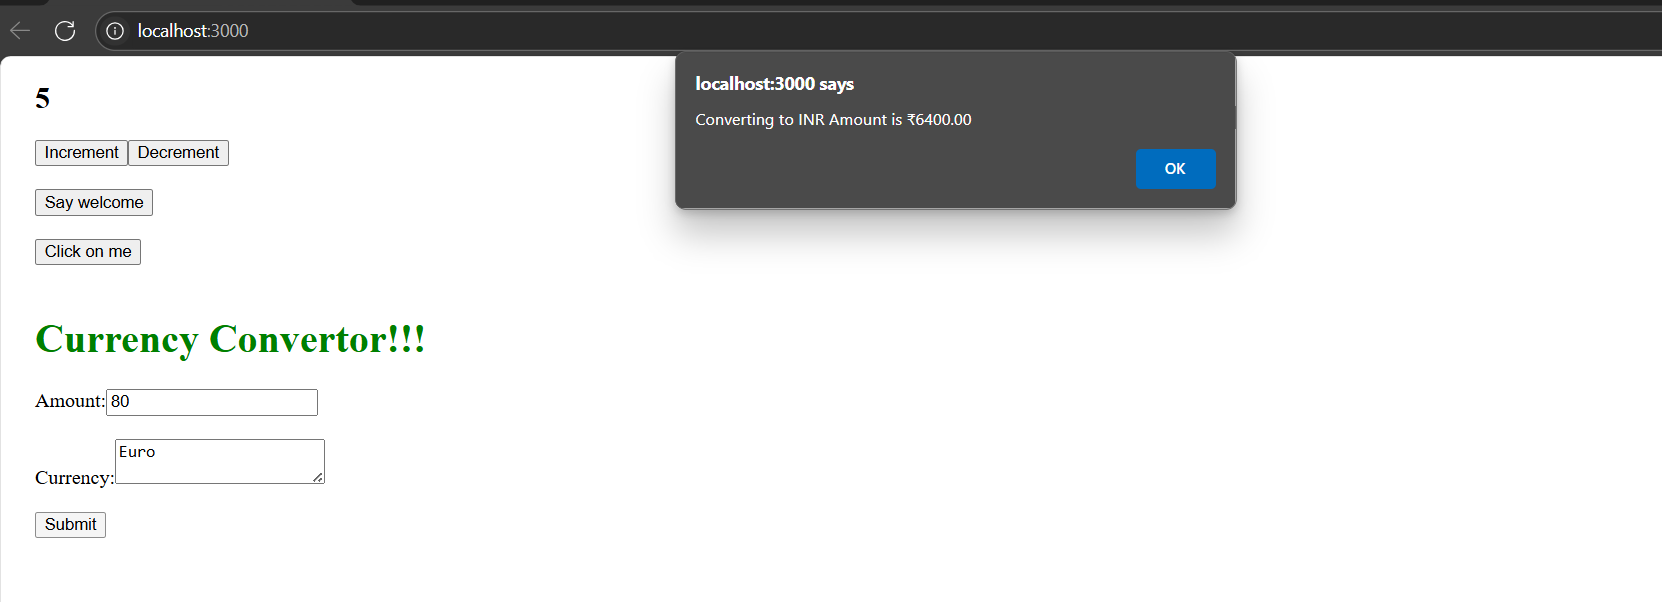 localhost:3000
localhost:3000 says
Converting to INR Amount is ₹6400.00
OK
5
Increment Decrement
Say welcome
Click on me
Currency Convertor!!!
Amount: 80
Currency: Euro
Submit